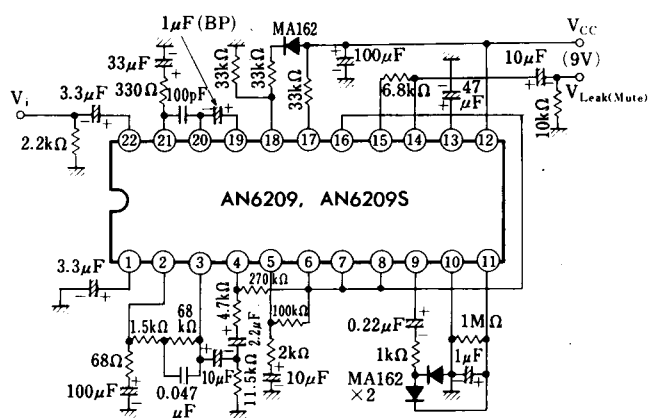 1μF(BP)
MA162
VCC
33μF
100μF
10μF
(9V)
33kΩ
33kΩ
33kΩ
6.8kΩ
47
μF
3.3μF
330Ω
100pF
Vi
VLeak(Mute)
10kΩ
2.2kΩ
22
21
20
19
18
17
16
15
14
13
12
AN6209, AN6209S
1
2
3
4
5
6
7
8
9
10
11
3.3μF
270kΩ
4.7kΩ
100kΩ
1.5kΩ
68
kΩ
2.2μF
0.22μF
1MΩ
68Ω
2kΩ
1kΩ
1μF
10μF
11.5kΩ
10μF
100μF
0.047
μF
MA162
×2